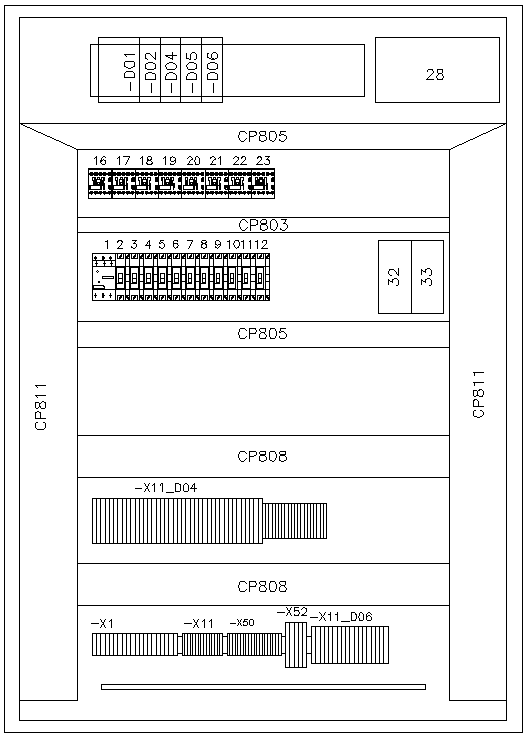 -D01 -D02 -D04 -D05 -D06
28
CP805
16 17 18 19 20 21 22 23
CP803
1 2 3 4 5 6 7 8 9 10 11 12
32 33
CP805
CP811
CP811
CP808
-X11_D04
CP808
-X1 -X11 -X50 -X52 -X11_D06